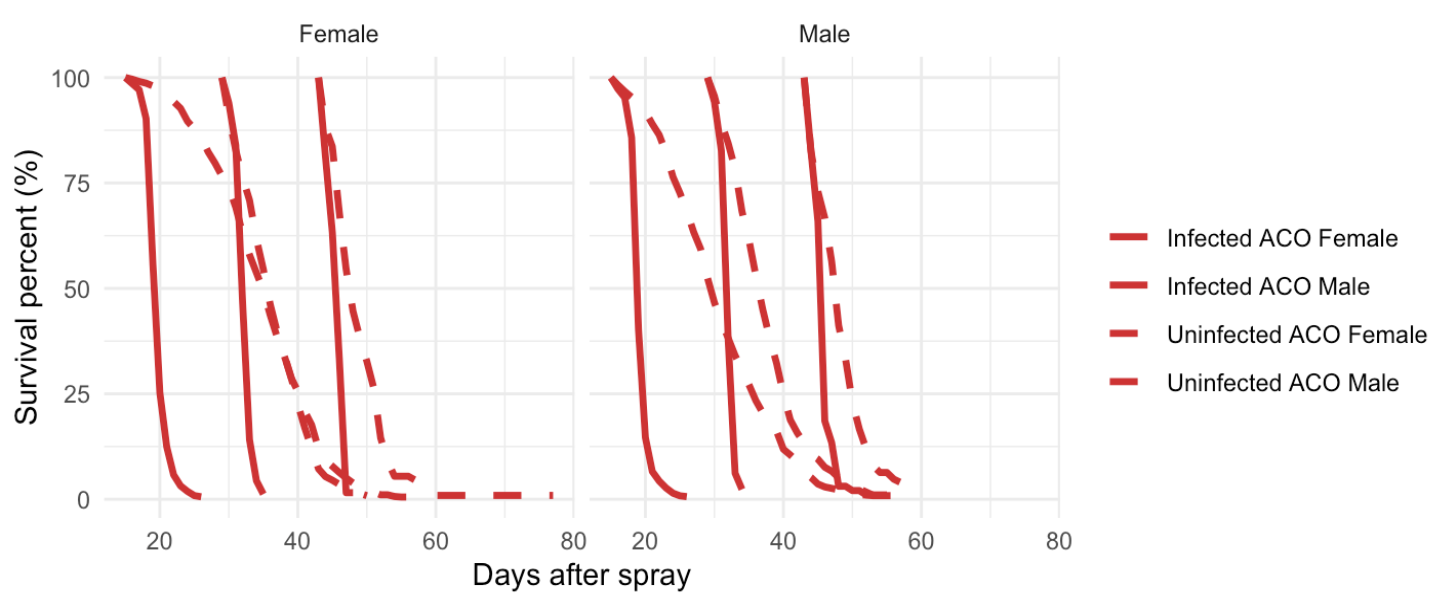 Female
Male
100
75
50
25
0
Survival percent (%)
20
40
60
80
20
40
60
80
Days after spray
Infected ACO Female
Infected ACO Male
Uninfected ACO Female
Uninfected ACO Male